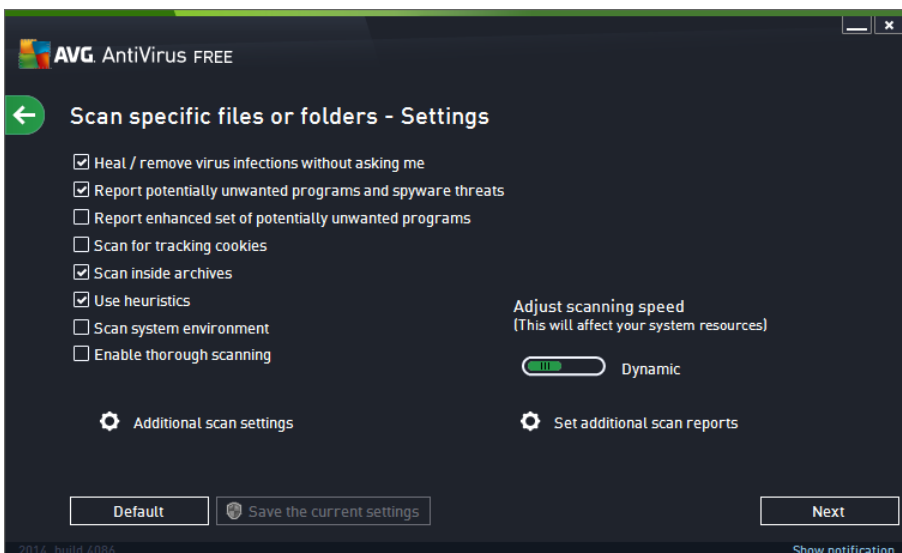 AVG. AntiVirus FREE
Scan specific files or folders - Settings
Heal / remove virus infections without asking me
Report potentially unwanted programs and spyware threats
Report enhanced set of potentially unwanted programs
Scan for tracking cookies
Scan inside archives
Use heuristics
Scan system environment
Enable thorough scanning
Adjust scanning speed
(This will affect your system resources)
Dynamic
Additional scan settings
Set additional scan reports
Default
Save the current settings
Next
2014 build 4086
Show notification